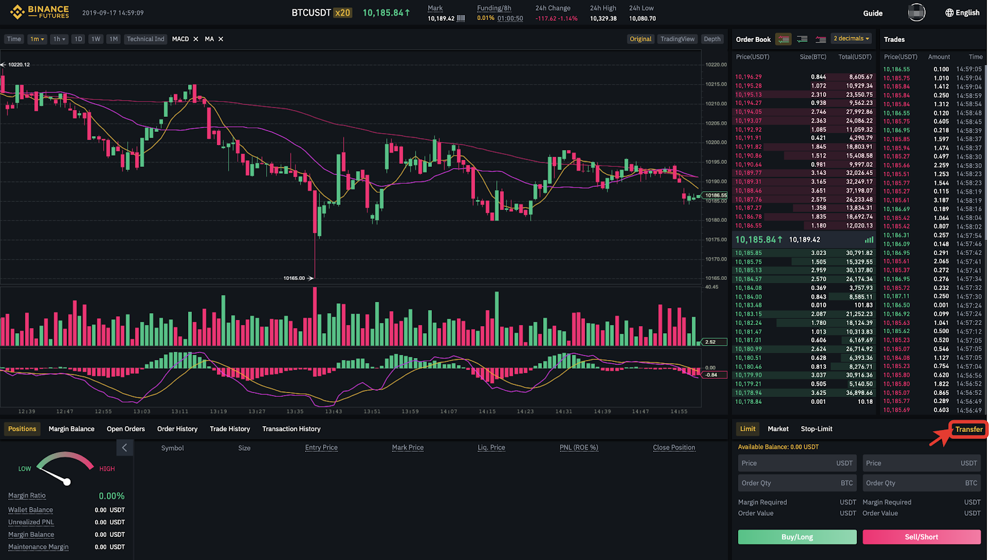 BINANCE
FUTURES
2019-09-17 14:59:09
BTCUSDT x20 10,185.84↑
Mark
10,189.42
Funding/8h
0.01% 01:00:50
24h Change
-117.62 -1.14%
24h High
10,329.38
24h Low
10,080.70
Guide
English
Time 1m 1h 1D 1W 1M Technical Ind MACD X MA X
Original TradingView Depth
10220.12
10165.00
10220.00
10215.00
10210.00
10205.00
10200.00
10195.00
10190.00
10186.55
10185.00
10180.00
10175.00
10170.00
10165.00
40.45
2.52
0.00
-0.84
12:39 12:47 12:55 13:03 13:11 13:19 13:27 13:35 13:43 13:51 13:59 14:07 14:15 14:23 14:31 14:39 14:47 14:55
Order Book 2 decimals
Price(USDT) Size(BTC) Total(USDT)
10,196.29 0.844 8,605.67
10,195.28 1.072 10,929.34
10,195.13 2.310 23,550.75
10,194.27 0.938 9,562.23
10,194.05 2.746 27,992.86
10,193.07 2.363 24,086.22
10,192.92 1.085 11,059.32
10,191.91 0.421 4,290.79
10,191.82 1.845 18,803.91
10,190.86 1.512 15,408.58
10,190.64 0.981 9,997.02
10,189.77 3.143 32,026.45
10,189.31 3.165 32,249.17
10,188.46 3.651 37,198.07
10,187.76 2.575 26,233.48
10,187.27 1.358 13,834.31
10,186.78 1.835 18,692.74
10,186.55 1.180 12,020.13
10,185.84↑ 10,189.42
10,185.85 3.023 30,791.82
10,185.75 1.505 15,329.55
10,185.13 2.959 30,137.80
10,184.57 2.570 26,174.34
10,184.08 0.369 3,757.93
10,184.00 0.843 8,585.11
10,183.48 0.010 101.83
10,183.15 2.087 21,252.23
10,182.24 1.780 18,124.39
10,181.47 1.013 10,313.83
10,181.01 0.606 6,169.69
10,180.99 2.624 26,714.92
10,180.51 0.628 6,393.36
10,180.46 0.813 8,276.71
10,179.90 3.037 30,916.36
10,179.21 0.505 5,140.50
10,178.94 3.625 36,898.66
10,178.84 0.001 10.18
Trades
Price(USDT) Amount Time
10,186.55 0.100 14:59:05
10,185.75 1.010 14:59:04
10,185.84 1.412 14:59:04
10,185.84 0.250 14:58:59
10,185.84 1.312 14:58:54
10,186.55 0.120 14:58:48
10,185.75 0.605 14:58:45
10,186.95 0.218 14:58:39
10,185.85 1.597 14:58:37
10,185.94 1.474 14:58:37
10,185.27 0.497 14:58:30
10,185.66 2.259 14:58:30
10,185.51 1.253 14:58:23
10,185.77 1.544 14:58:23
10,185.27 0.115 14:58:19
10,185.61 3.187 14:58:19
10,186.69 0.189 14:58:16
10,185.42 1.064 14:58:04
10,185.42 0.807 14:58:02
10,186.31 0.257 14:57:54
10,186.09 0.148 14:57:46
10,186.95 0.291 14:57:42
10,185.61 2.065 14:57:41
10,185.37 0.272 14:57:41
10,186.95 0.276 14:57:34
10,185.72 0.232 14:57:32
10,187.11 0.250 14:57:30
10,186.50 0.001 14:57:24
10,186.92 0.099 14:57:24
10,185.63 1.041 14:57:22
10,185.62 0.500 14:57:12
10,185.23 0.520 14:57:05
10,185.07 0.546 14:57:05
10,184.08 1.127 14:57:05
10,185.23 0.754 14:57:04
10,185.80 0.620 14:56:56
10,185.80 1.822 14:56:52
10,185.07 0.865 14:56:52
10,185.77 0.289 14:56:49
10,185.69 0.603 14:56:49
Positions Margin Balance Open Orders Order History Trade History Transaction History
Symbol Size Entry Price Mark Price Liq. Price PNL (ROE %) Close Position
LOW HIGH
Margin Ratio 0.00%
Wallet Balance 0.00 USDT
Unrealized PNL 0.00 USDT
Margin Balance 0.00 USDT
Maintenance Margin 0.00 USDT
Limit Market Stop-Limit Transfer
Available Balance: 0.00 USDT
Price USDT Price USDT
Order Qty BTC Order Qty BTC
Margin Required USDT Margin Required USDT
Order Value USDT Order Value USDT
Buy/Long Sell/Short